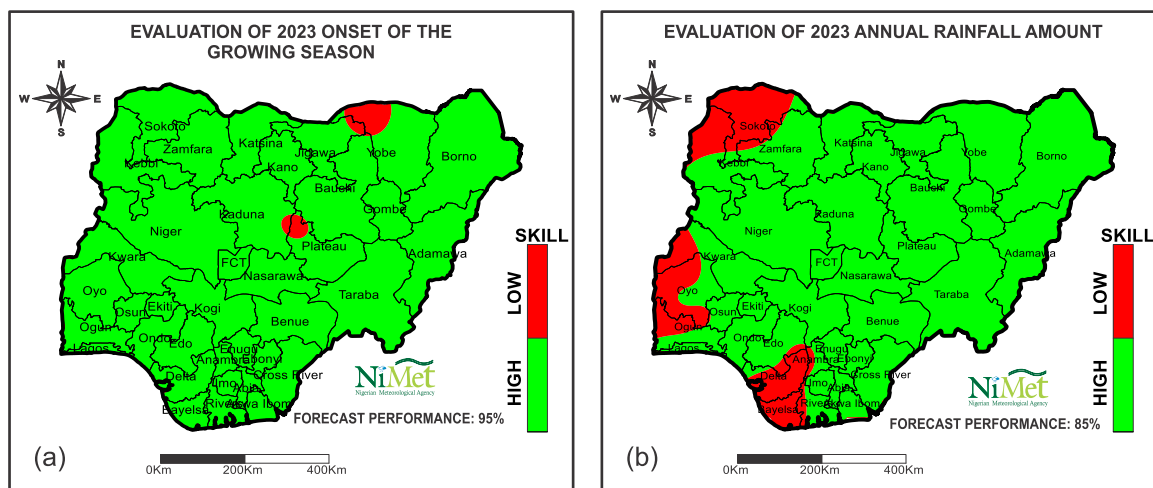 EVALUATION OF 2023 ONSET OF THE
GROWING SEASON
N
W E
S
Sokoto
Zamfara
Katsina
Kebbi
Kano
Jigawa
Yobe
Borno
Bauchi
Gombe
Kaduna
Niger
Plateau
Adamawa
Kwara
FCT
Nasarawa
Oyo
Taraba
Osun
Ekiti
Kogi
Benue
Ogun
Ondo
Edo
Lagos
Enugu
Anambra
Ebonyi
Delta
Imo
Cross River
Abia
Bayelsa
Rivers
Akwa Ibom
SKILL
LOW
HIGH
NiMet
Nigerian Meteorological Agency
FORECAST PERFORMANCE: 95%
(a)
0Km 200Km 400Km
EVALUATION OF 2023 ANNUAL RAINFALL AMOUNT
N
W E
S
Sokoto
Zamfara
Katsina
Kebbi
Kano
Jigawa
Yobe
Borno
Bauchi
Gombe
Kaduna
Niger
Plateau
Adamawa
Kwara
FCT
Nasarawa
Oyo
Taraba
Osun
Ekiti
Kogi
Benue
Ogun
Ondo
Edo
Lagos
Enugu
Anambra
Ebonyi
Delta
Imo
Cross River
Abia
Bayelsa
Rivers
Akwa Ibom
SKILL
LOW
HIGH
NiMet
Nigerian Meteorological Agency
FORECAST PERFORMANCE: 85%
(b)
0Km 200Km 400Km